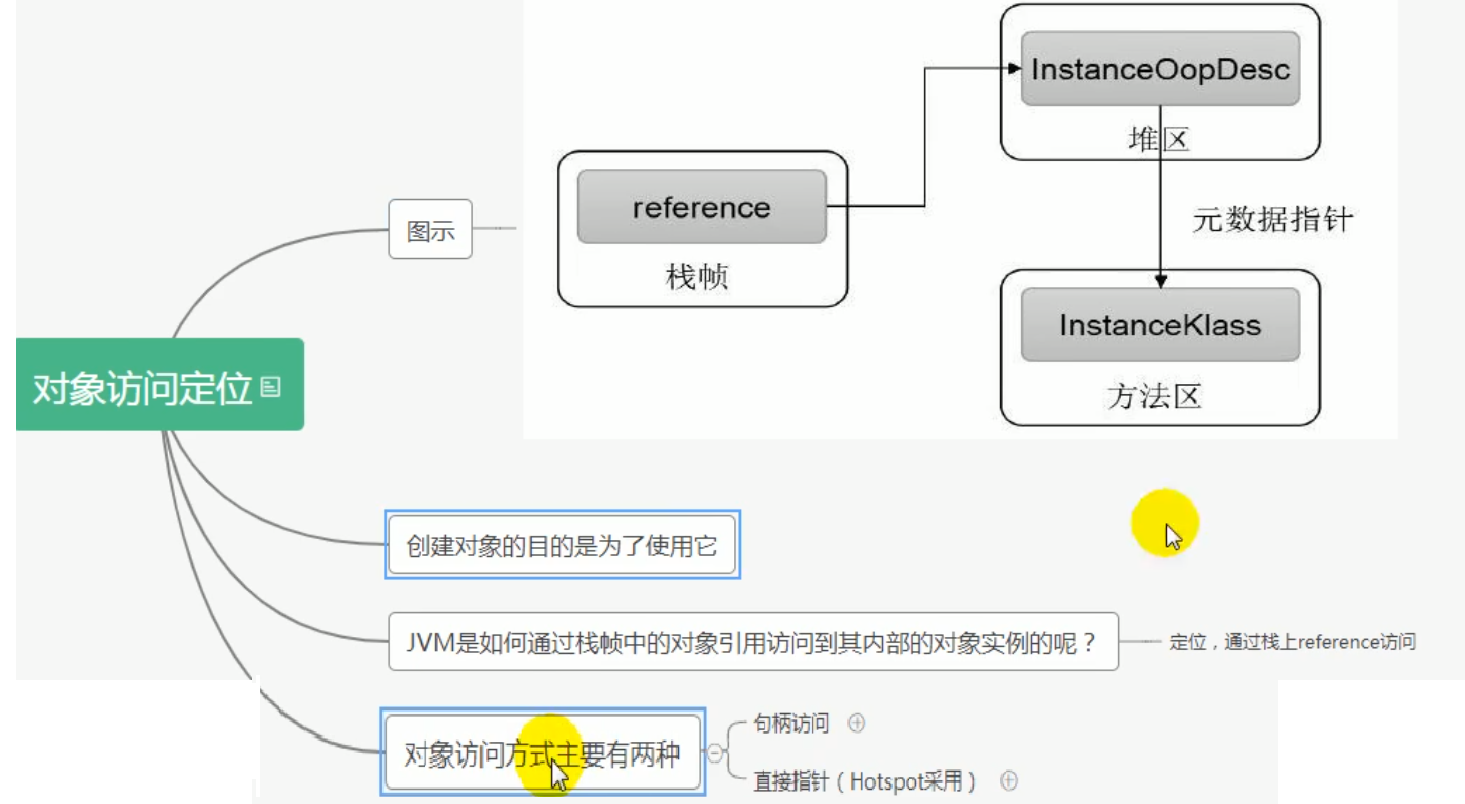 InstanceOopDesc
堆区
reference
栈帧
元数据指针
InstanceKlass
方法区
图示
对象访问定位
创建对象的目的是为了使用它
JVM是如何通过栈帧中的对象引用访问到其内部的对象实例的呢？
定位，通过栈上reference访问
对象访问方式主要有两种
句柄访问
直接指针（Hotspot采用）